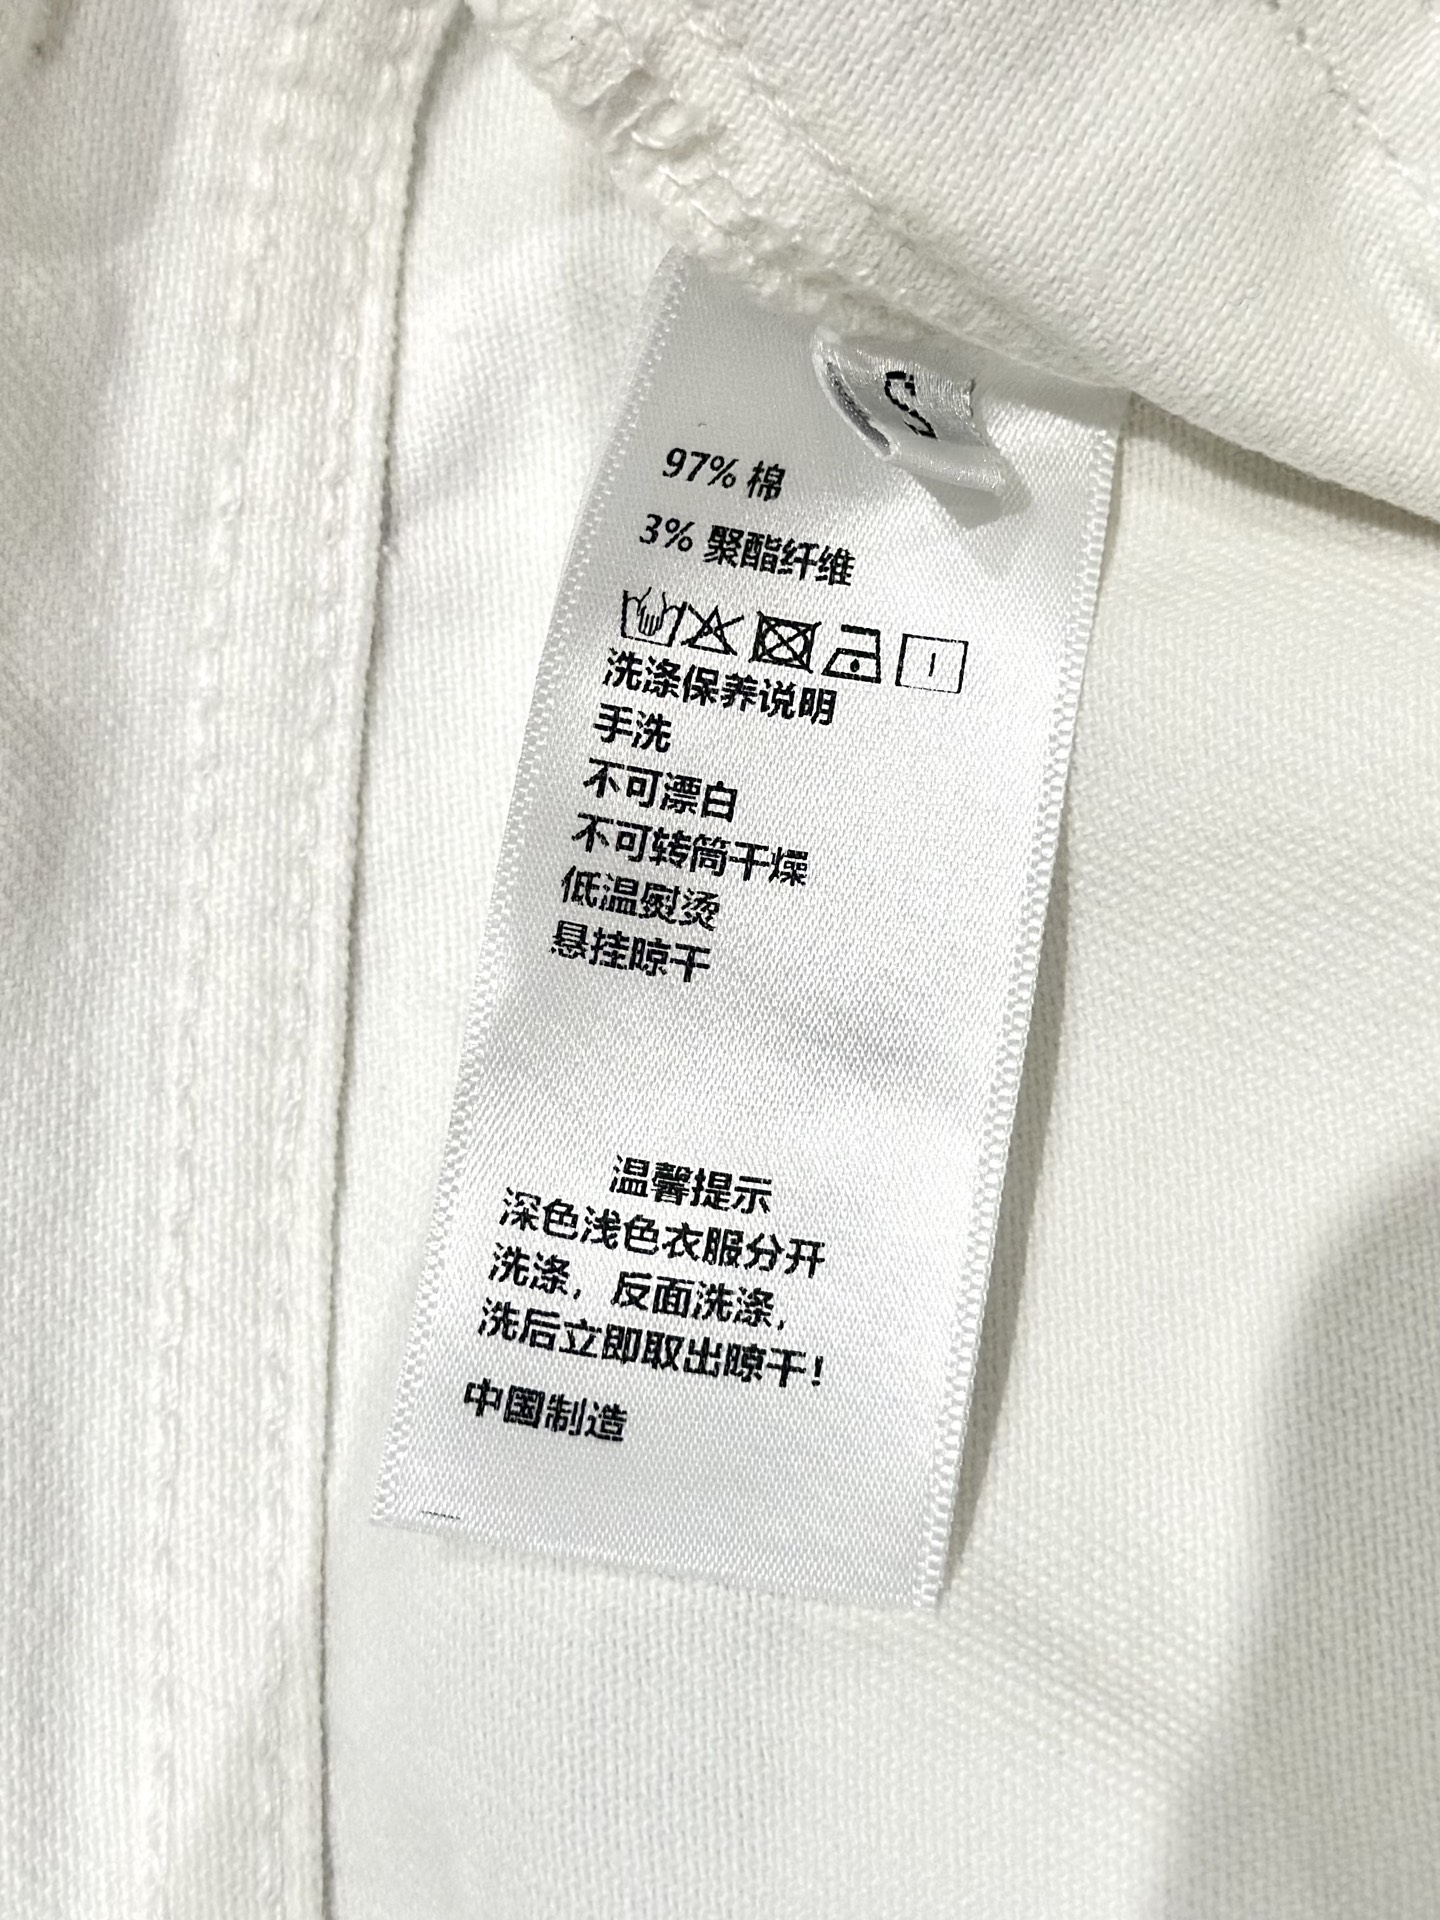 S
97% 棉
3% 聚酯纤维
洗涤保养说明
手洗
不可漂白
不可转筒干燥
低温熨烫
悬挂晾干
温馨提示
深色浅色衣服分开
洗涤，反面洗涤，
洗后立即取出晾干！
中国制造